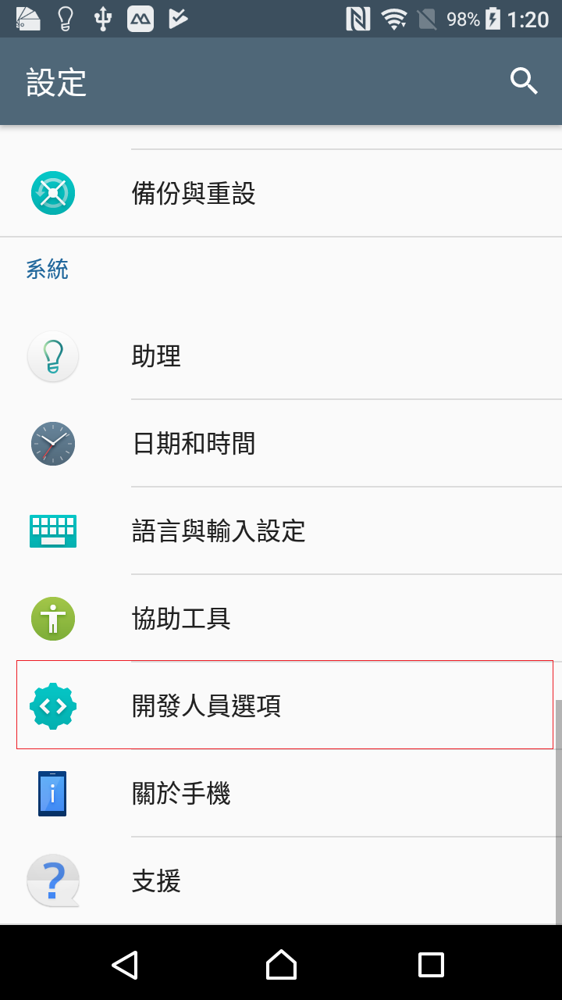 98% 1:20
設定
備份與重設
系統
助理
日期和時間
語言與輸入設定
協助工具
開發人員選項
關於手機
支援